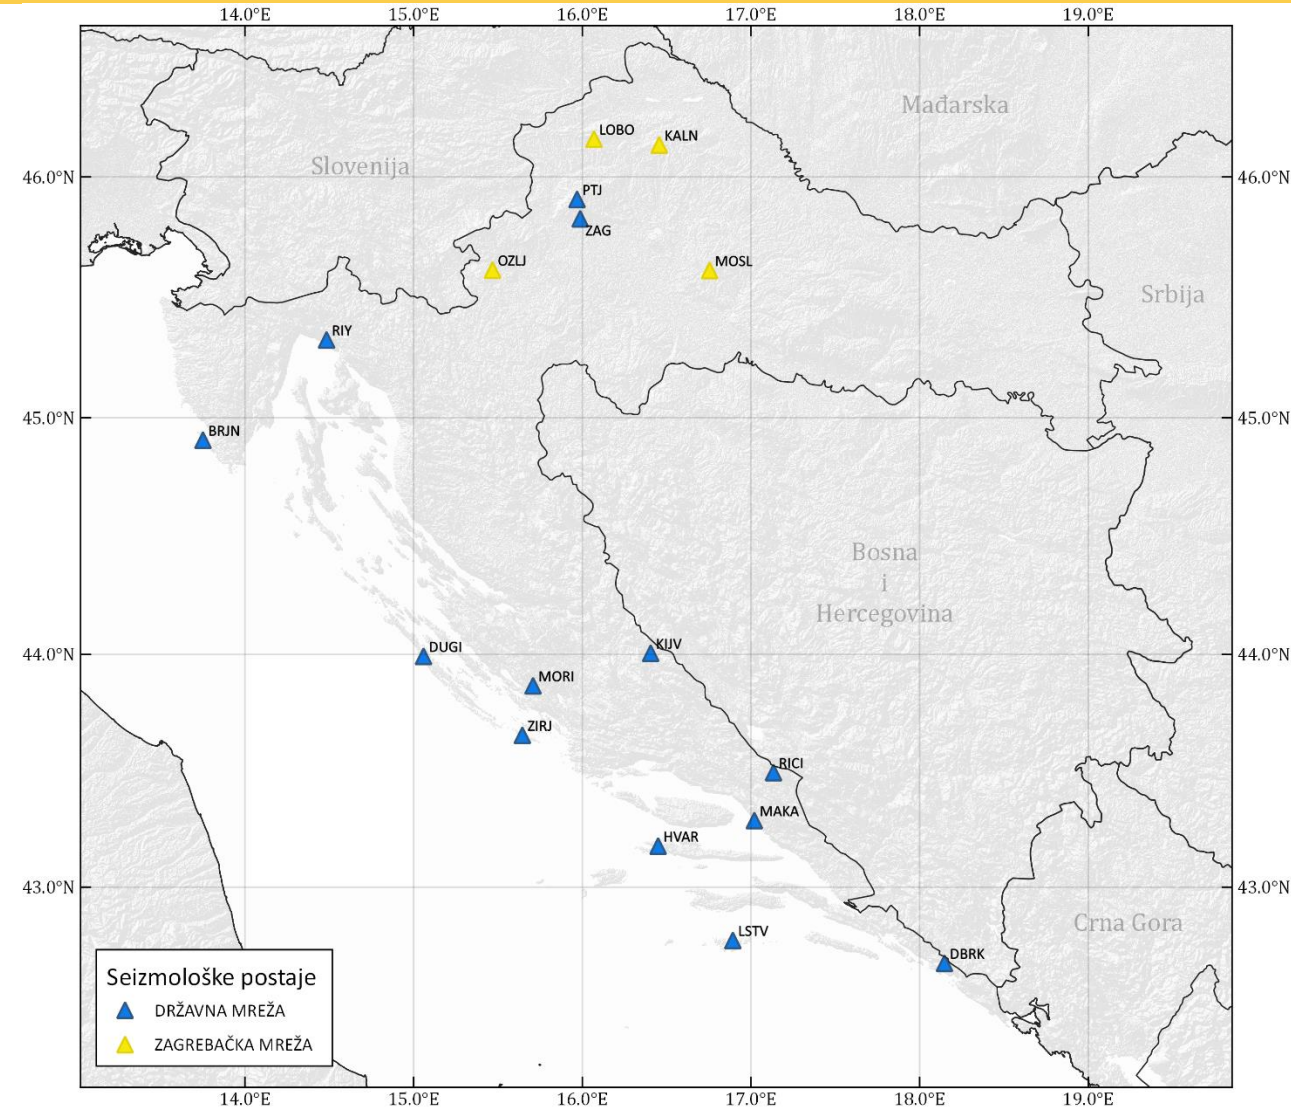 14.0°E 15.0°E 16.0°E 17.0°E 18.0°E 19.0°E
Mađarska
LOBO
KALN
Slovenija
46.0°N
46.0°N
PTJ
ZAG
OZLJ
MOSL
Srbija
RIY
45.0°N
45.0°N
BRJN
Bosna
i
Hercegovina
DUGI
KIJV
44.0°N
44.0°N
MORI
ZIRJ
RICI
MAKA
HVAR
43.0°N
43.0°N
Crna Gora
LSTV
DBRK
Seizmološke postaje
DRŽAVNA MREŽA
ZAGREBAČKA MREŽA
14.0°E 15.0°E 16.0°E 17.0°E 18.0°E 19.0°E